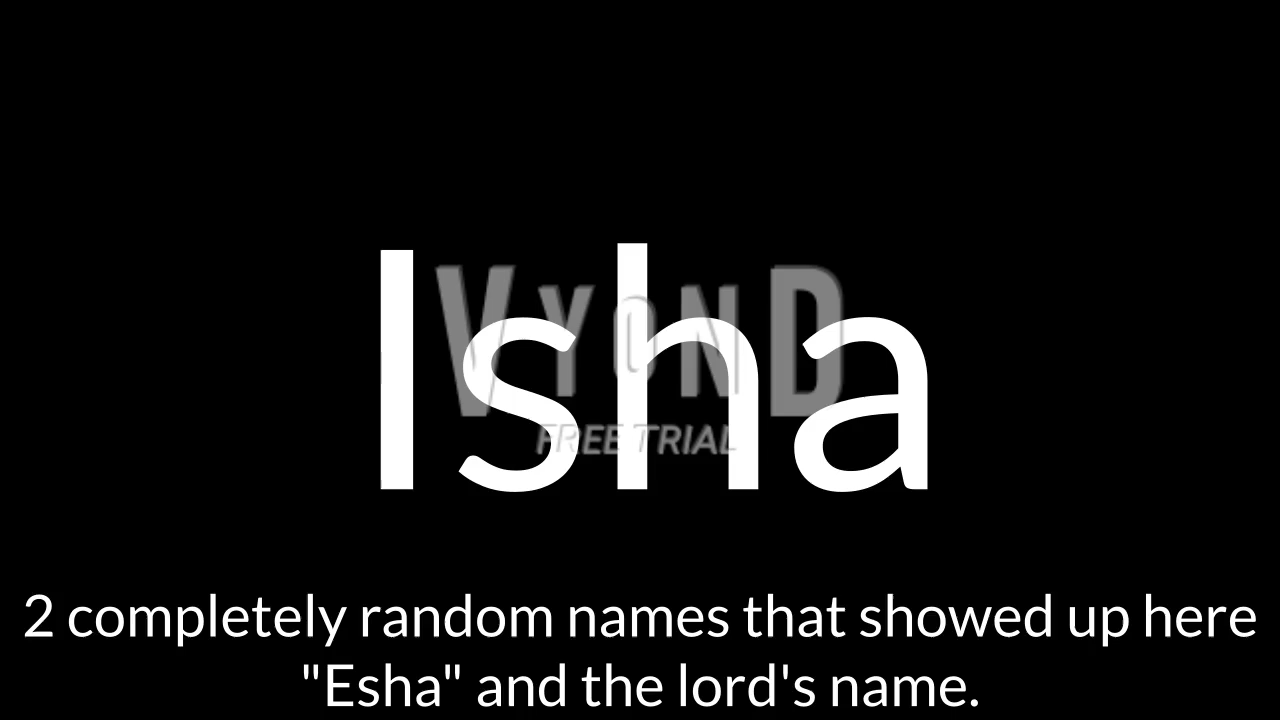 Isha
VYOND
FREE TRIAL
2 completely random names that showed up here
"Esha" and the lord's name.